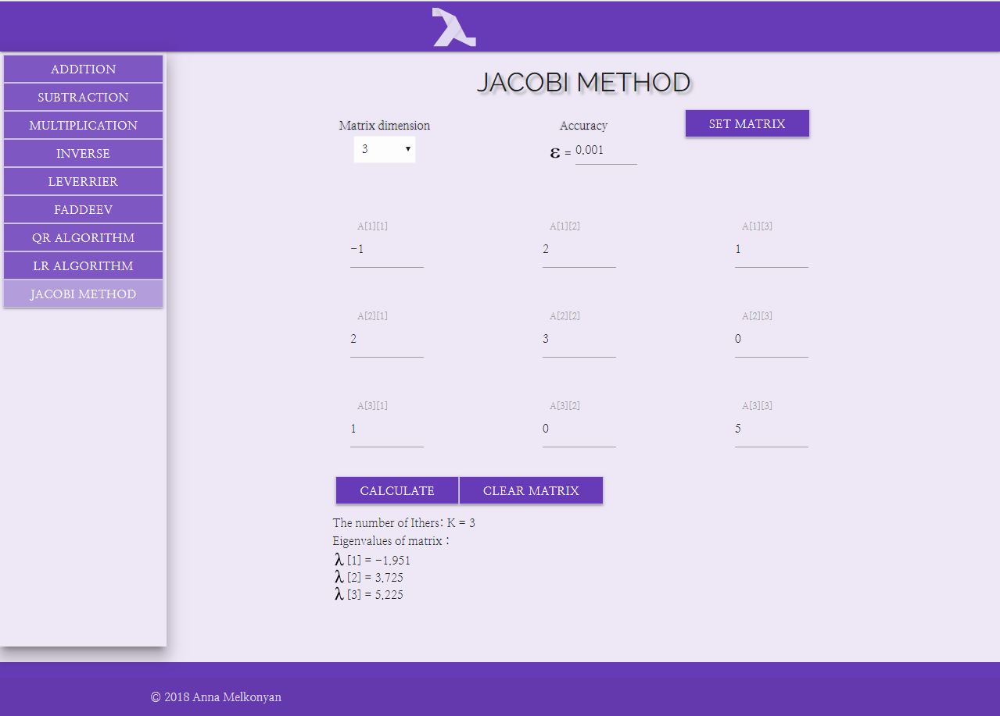 JACOBI METHOD
ADDITION
SUBTRACTION
MULTIPLICATION
INVERSE
LEVERRIER
FADDEEV
QR ALGORITHM
LR ALGORITHM
JACOBI METHOD
Matrix dimension Accuracy SET MATRIX
3 ε = 0.001
A[1][1] A[1][2] A[1][3]
-1 2 1
A[2][1] A[2][2] A[2][3]
2 3 0
A[3][1] A[3][2] A[3][3]
1 0 5
CALCULATE CLEAR MATRIX
The number of Ithers: K = 3
Eigenvalues of matrix :
λ [1] = -1.951
λ [2] = 3.725
λ [3] = 5.225
© 2018 Anna Melkonyan